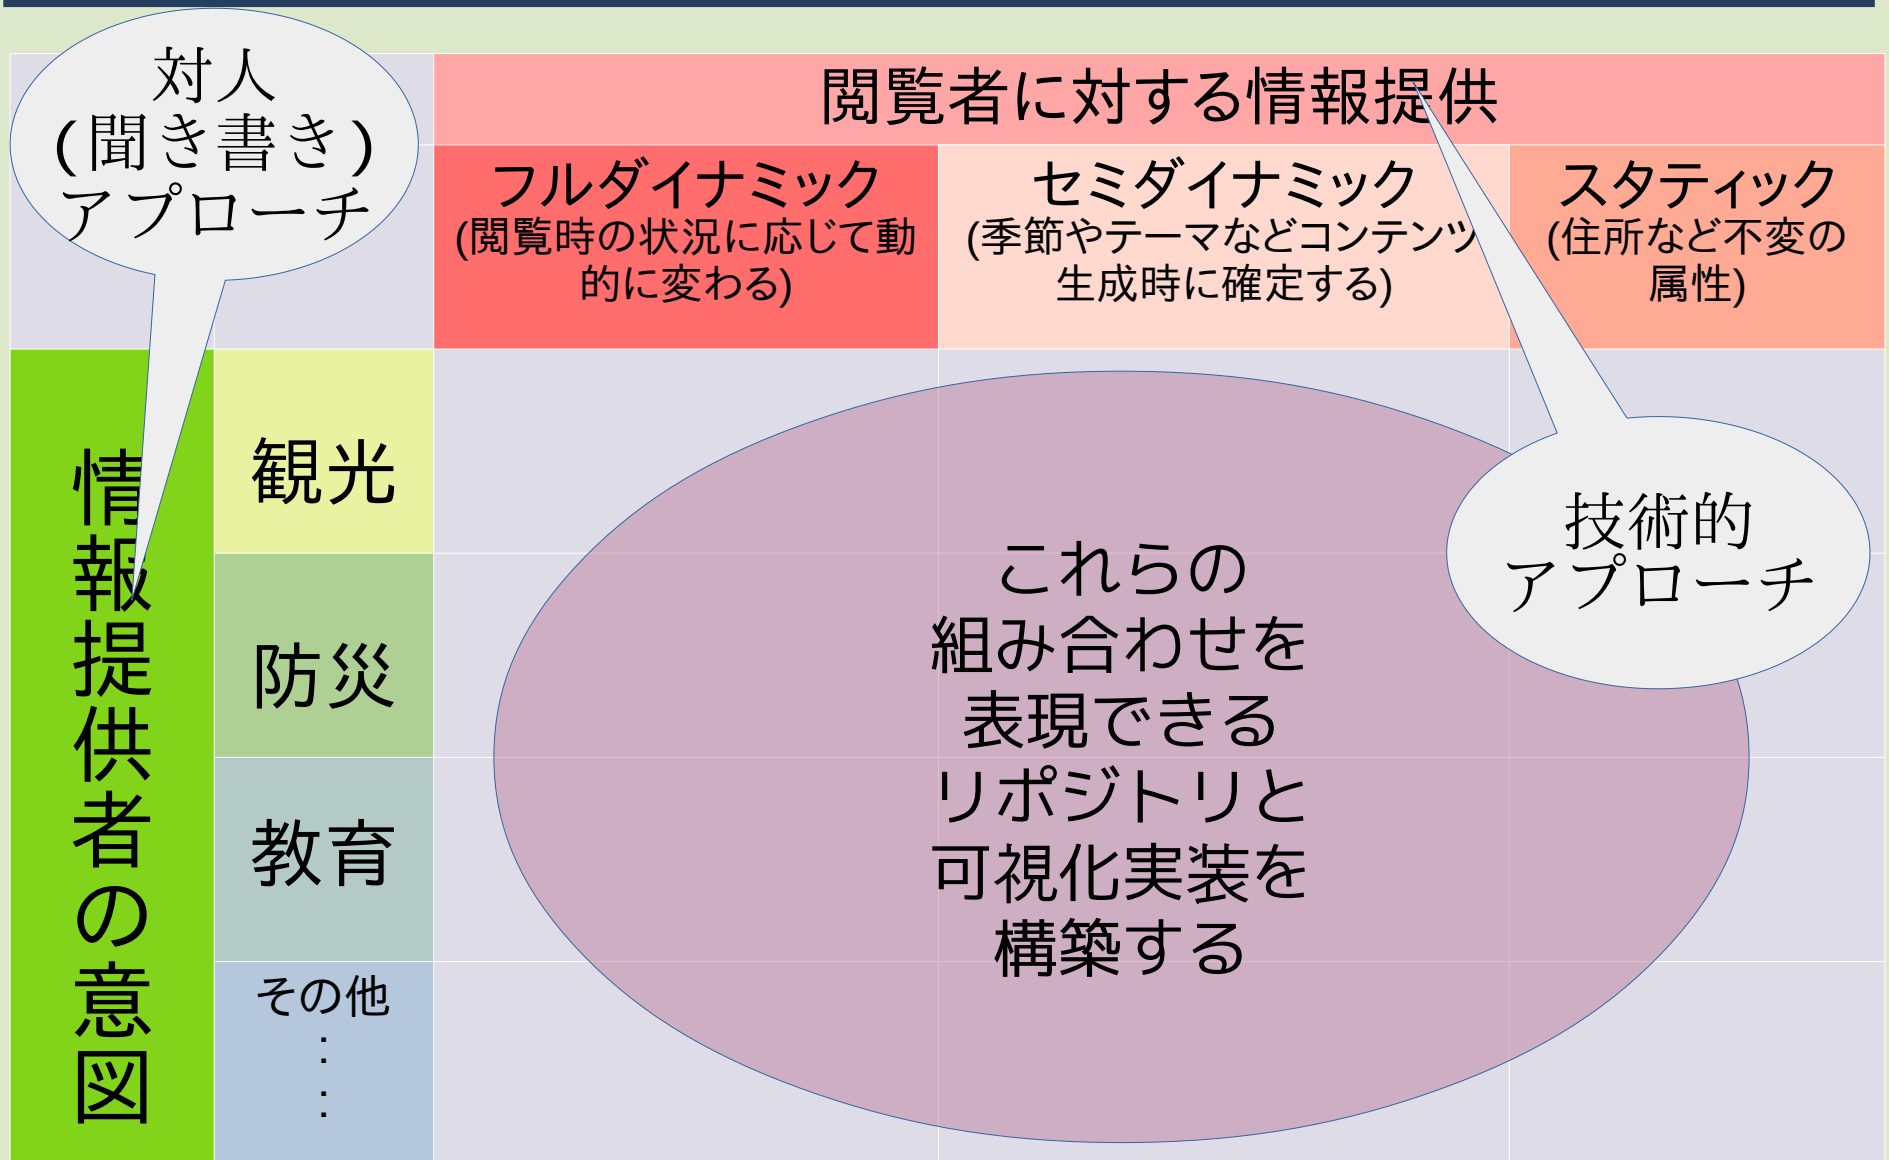 対人
(聞き書き)
アプローチ
閲覧者に対する情報提供
フルダイナミック
(閲覧時の状況に応じて動
的に変わる)
セミダイナミック
(季節やテーマなどコンテンツ
生成時に確定する)
スタティック
(住所など不変の
属性)
情報提供者の意図
観光
防災
教育
その他
：
：
これらの
組み合わせを
表現できる
リポジトリと
可視化実装を
構築する
技術的
アプローチ